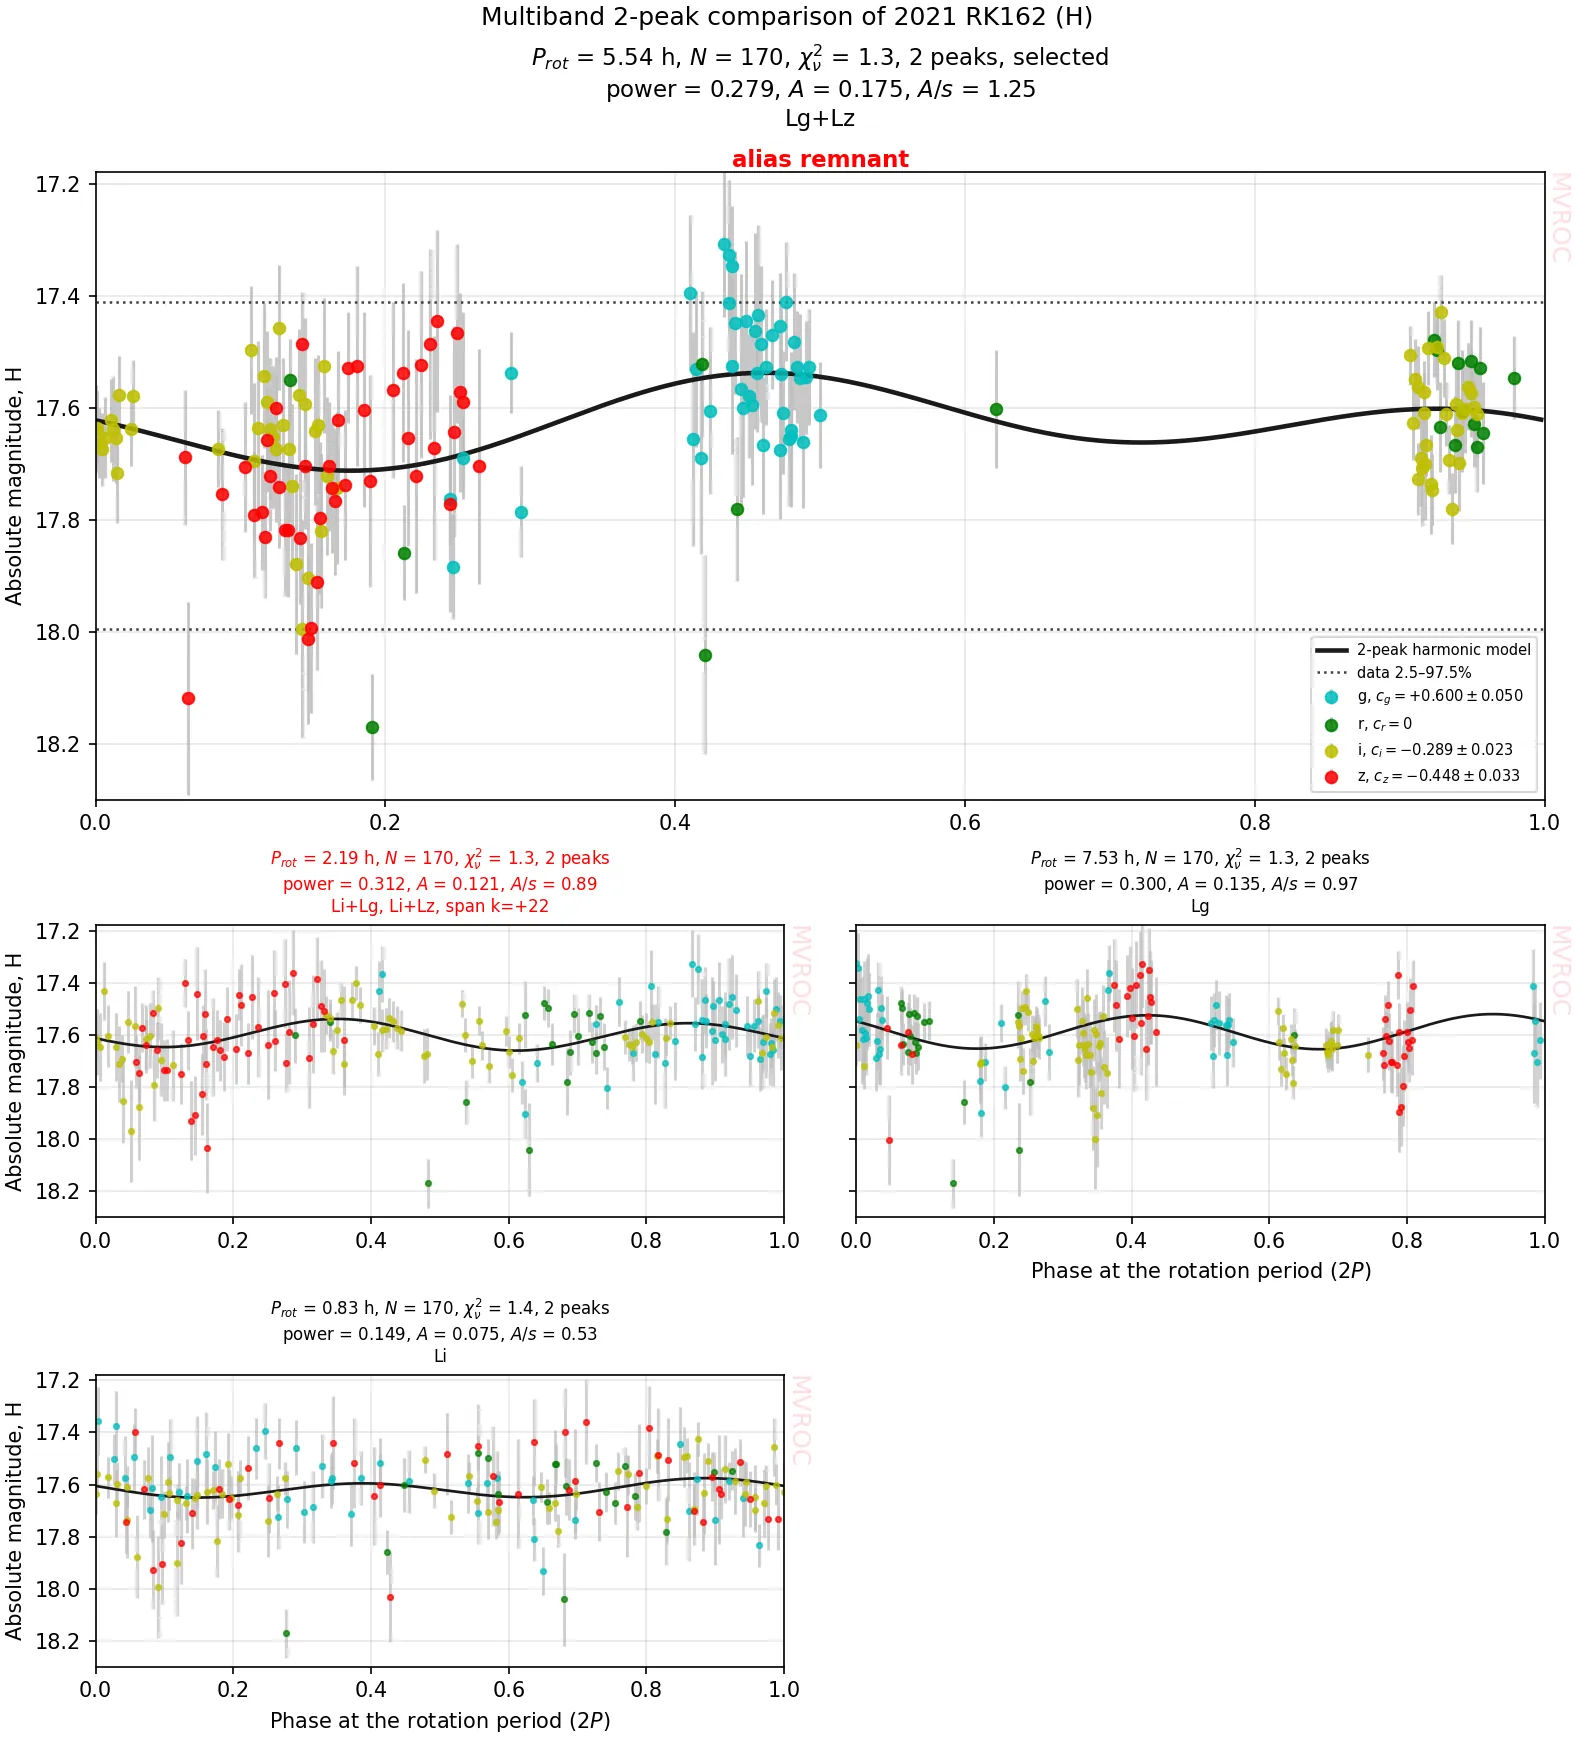 Multiband 2-peak comparison of 2021 RK162 (H)
P_rot = 5.54 h, N = 170, χ²_ν = 1.3, 2 peaks, selected
power = 0.279, A = 0.175, A/s = 1.25
Lg+Lz
alias remnant
MVROC
17.2
17.4
17.6
17.8
18.0
18.2
Absolute magnitude, H
2-peak harmonic model
data 2.5–97.5%
g, c_g = +0.600 ± 0.050
r, c_r = 0
i, c_i = −0.289 ± 0.023
z, c_z = −0.448 ± 0.033
0.0 0.2 0.4 0.6 0.8 1.0
P_rot = 2.19 h, N = 170, χ²_ν = 1.3, 2 peaks
power = 0.312, A = 0.121, A/s = 0.89
Li+Lg, Li+Lz, span k=+22
MVROC
17.2
17.4
17.6
17.8
18.0
18.2
Absolute magnitude, H
0.0 0.2 0.4 0.6 0.8 1.0
P_rot = 7.53 h, N = 170, χ²_ν = 1.3, 2 peaks
power = 0.300, A = 0.135, A/s = 0.97
Lg
MVROC
0.0 0.2 0.4 0.6 0.8 1.0
Phase at the rotation period (2P)
P_rot = 0.83 h, N = 170, χ²_ν = 1.4, 2 peaks
power = 0.149, A = 0.075, A/s = 0.53
Li
MVROC
17.2
17.4
17.6
17.8
18.0
18.2
Absolute magnitude, H
0.0 0.2 0.4 0.6 0.8 1.0
Phase at the rotation period (2P)